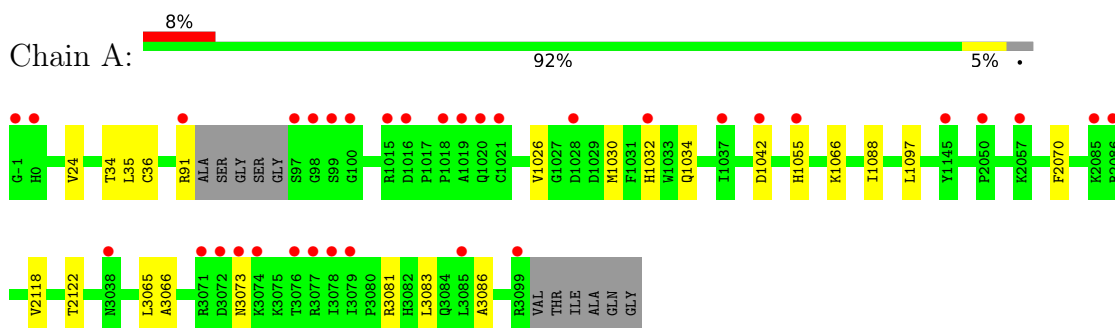 8%
Chain A:
92% 5% •
G-1 H0 V24 T34 L35 C36 R91 ALA SER GLY SER GLY S97 G98 S99 G100 R1015 D1016 P1017 P1018 A1019 Q1020 C1021 V1026 G1027 D1028 D1029 M1030 F1031 H1032 W1033 Q1034 I1037 D1042 H1055 K1066 I1088 L1097 Y1145 P2050 K2057 F2070 K2085
V2118 T2122 N3038 L3065 A3066 R3071 D3072 N3073 K3074 K3075 T3076 R3077 I3078 I3079 P3080 R3081 H3082 L3083 Q3084 L3085 A3086 R3099 VAL THR ILE ALA GLN GLY